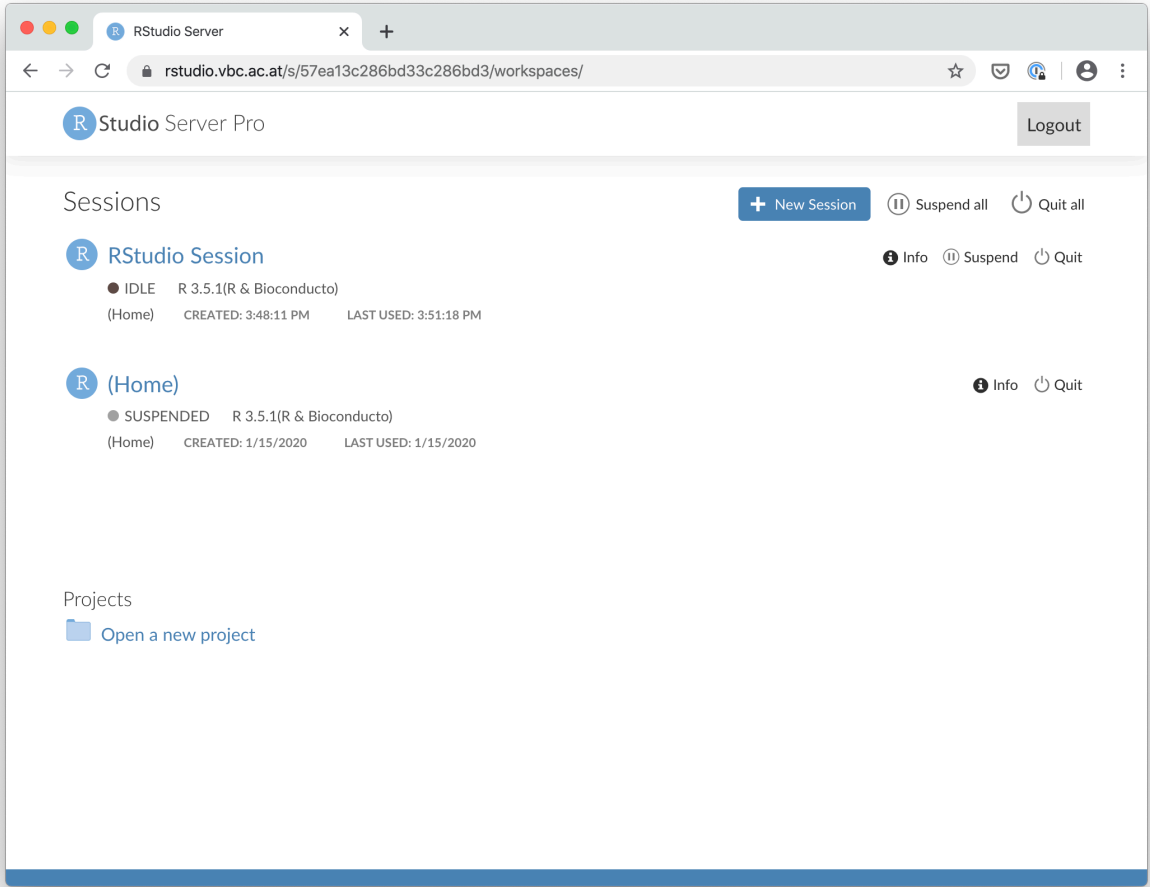 R RStudio Server
rstudio.vbc.ac.at/s/57ea13c286bd33c286bd3/workspaces/
R Studio Server Pro
Logout
Sessions
New Session Suspend all Quit all
R RStudio Session
Info Suspend Quit
IDLE R 3.5.1(R & Bioconducto)
(Home) CREATED: 3:48:11 PM LAST USED: 3:51:18 PM
R (Home)
Info Quit
SUSPENDED R 3.5.1(R & Bioconducto)
(Home) CREATED: 1/15/2020 LAST USED: 1/15/2020
Projects
Open a new project